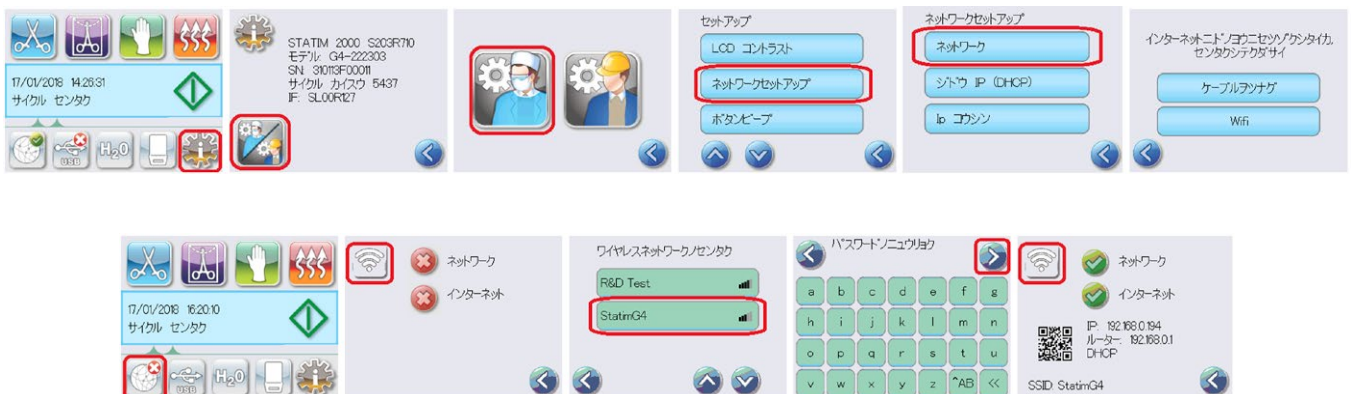 17/01/2018 14:26:31
サイクル センタク
USB
H₂O
STATIM 2000 S203R710
モデル: G4-222303
SN: 310113F00011
サイクル カイスウ 5437
IF: SL00R127
セットアップ
LCD コントラスト
ネットワークセットアップ
ボタンビープ
ネットワークセットアップ
ネットワーク
ジドウ IP (DHCP)
Ip コウシン
インターネットニドノヨウニセツゾクシタイカ,
センタクシテクダサイ
ケーブルヲツナグ
Wifi
17/01/2018 16:20:10
サイクル センタク
USB
H₂O
ネットワーク
インターネット
ワイヤレスネットワークノセンタク
R&D Test
StatimG4
パスワードノニュウリョク
a b c d e f g
h i j k l m n
o p q r s t u
v w x y z ^AB <<
ネットワーク
インターネット
IP: 192.168.0.194
ルーター: 192.168.0.1
DHCP
SSID: StatimG4